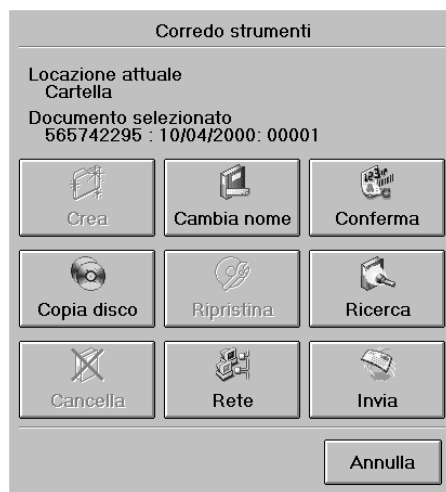 Corredo strumenti
Locazione attuale
Cartella
Documento selezionato
565742295 : 10/04/2000: 00001
Crea
Cambia nome
Conferma
Copia disco
Ripristina
Ricerca
Cancella
Rete
Invia
Annulla